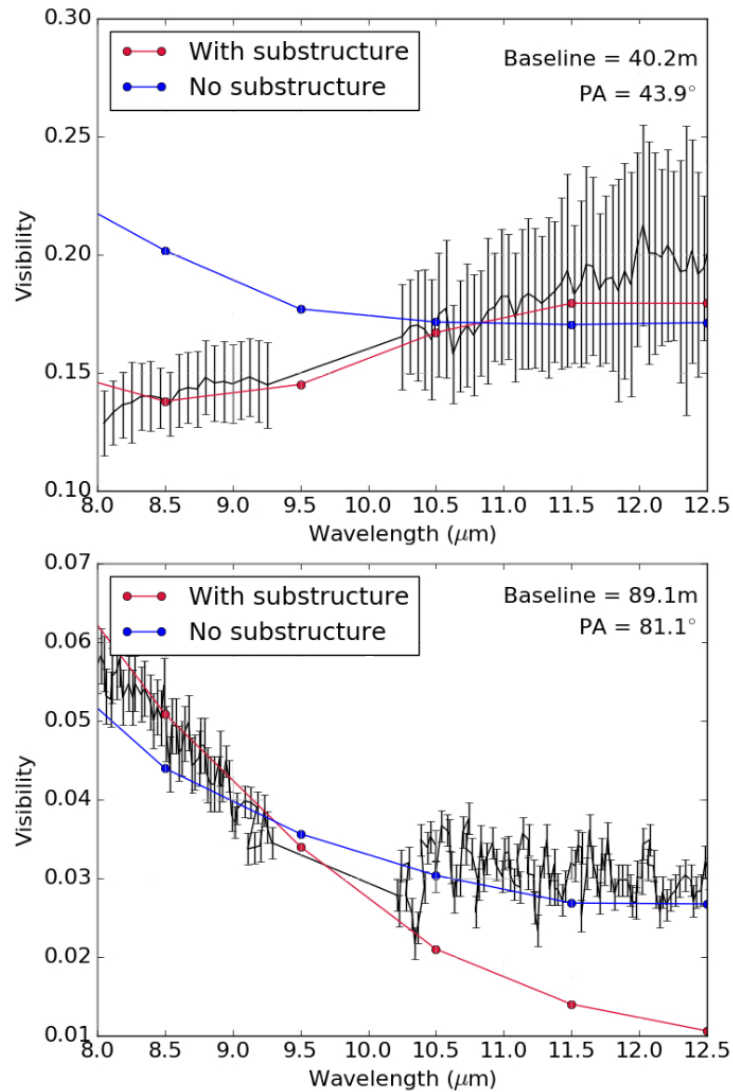 0.30
With substructure
No substructure
Baseline = 40.2m
PA = 43.9°
0.25
0.20
0.15
0.10
Visibility
8.0 8.5 9.0 9.5 10.0 10.5 11.0 11.5 12.0 12.5
Wavelength (μm)
0.07
With substructure
No substructure
Baseline = 89.1m
PA = 81.1°
0.06
0.05
0.04
0.03
0.02
0.01
Visibility
8.0 8.5 9.0 9.5 10.0 10.5 11.0 11.5 12.0 12.5
Wavelength (μm)